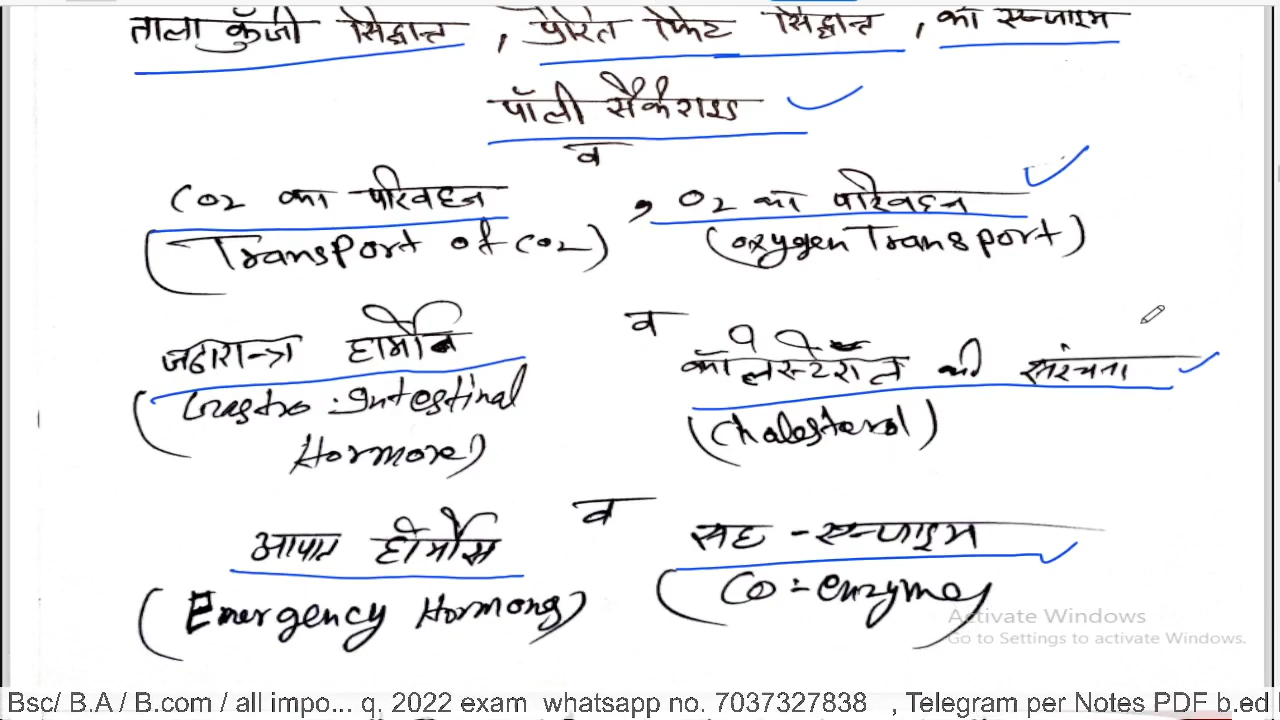 ताला कुँजी सिद्धान्त , प्रेरित फिट सिद्धान्त , को एन्जाइम
पॉली सैकेराइड
व
CO2 का परिवहन , O2 का परिवहन
(Transport of CO2) (oxygen Transport)
व
जठरान्त्र हार्मोन कॉलेस्टेरॉल की संरचना
(Gastro-Intestinal (Cholesterol)
Hormone)
व
आपात हॉर्मोंस सह - एन्जाइम
(Emergency Hormons) (Co-enzyme)
Activate Windows
Go to Settings to activate Windows.
Bsc/ B.A / B.com / all impo... q. 2022 exam whatsapp no. 7037327838 , Telegram per Notes PDF b.ed